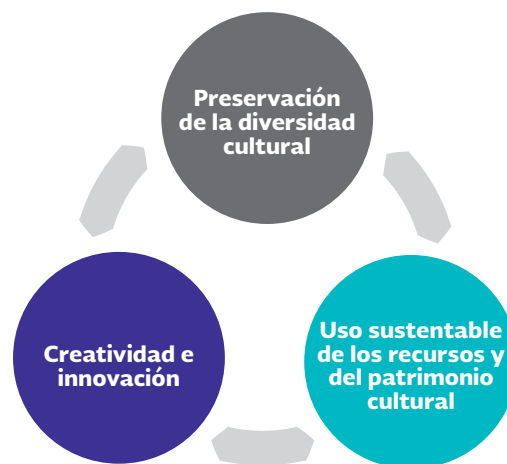 Preservación
de la diversidad
cultural
Creatividad e
innovación
Uso sustentable
de los recursos y
del patrimonio
cultural